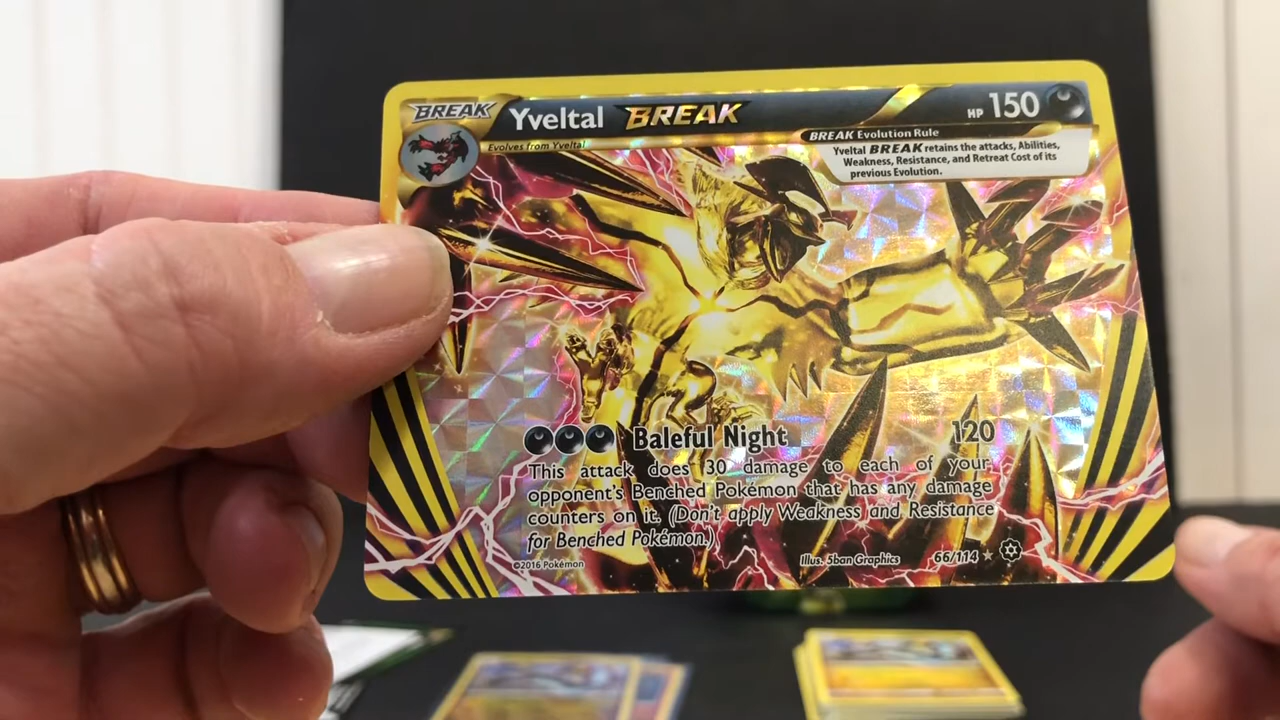 BREAK
Yveltal BREAK
HP 150
Evolves from Yveltal
BREAK Evolution Rule
Yveltal BREAK retains the attacks, Abilities,
Weakness, Resistance, and Retreat Cost of its
previous Evolution.
Baleful Night 120
This attack does 30 damage to each of your
opponent's Benched Pokémon that has any damage
counters on it. (Don't apply Weakness and Resistance
for Benched Pokémon.)
©2016 Pokémon
Illus. 5ban Graphics
66/114